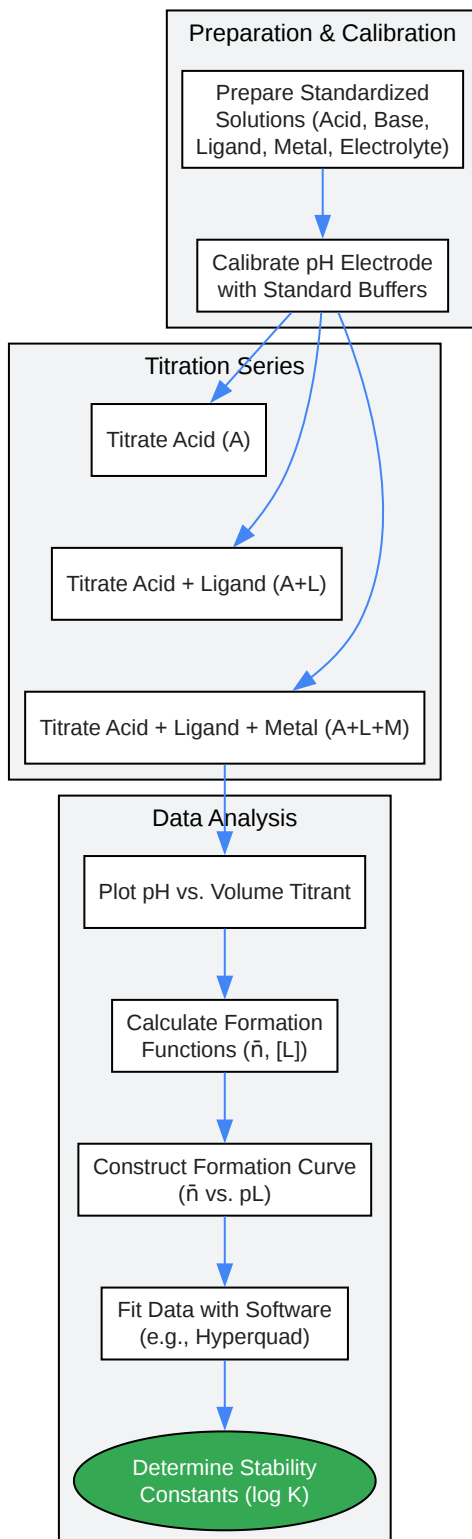 Preparation & Calibration
Prepare Standardized
Solutions (Acid, Base,
Ligand, Metal, Electrolyte)
Calibrate pH Electrode
with Standard Buffers
Titration Series
Titrate Acid (A)
Titrate Acid + Ligand (A+L)
Titrate Acid + Ligand + Metal (A+L+M)
Data Analysis
Plot pH vs. Volume Titrant
Calculate Formation
Functions (n̄, [L])
Construct Formation Curve
(n̄ vs. pL)
Fit Data with Software
(e.g., Hyperquad)
Determine Stability
Constants (log K)